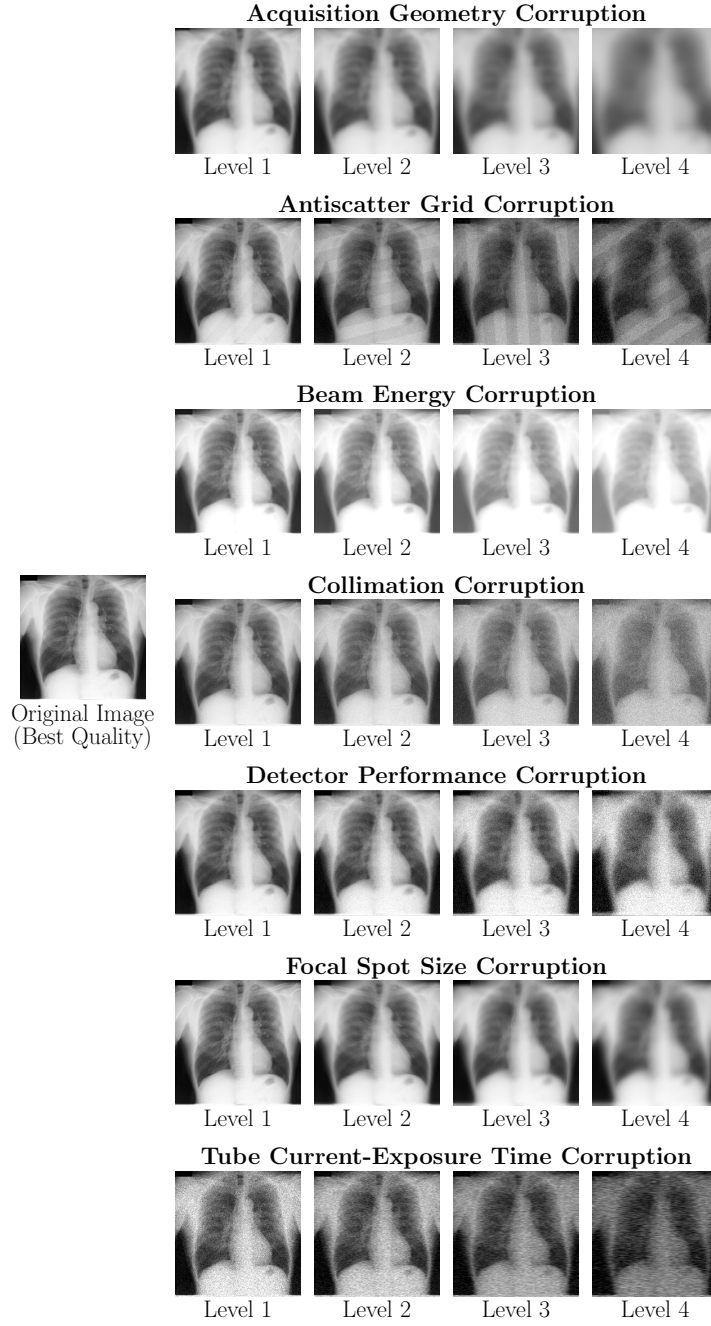 Acquisition Geometry Corruption
Level 1 Level 2 Level 3 Level 4
Antiscatter Grid Corruption
Level 1 Level 2 Level 3 Level 4
Beam Energy Corruption
Level 1 Level 2 Level 3 Level 4
Original Image
(Best Quality)
Collimation Corruption
Level 1 Level 2 Level 3 Level 4
Detector Performance Corruption
Level 1 Level 2 Level 3 Level 4
Focal Spot Size Corruption
Level 1 Level 2 Level 3 Level 4
Tube Current-Exposure Time Corruption
Level 1 Level 2 Level 3 Level 4